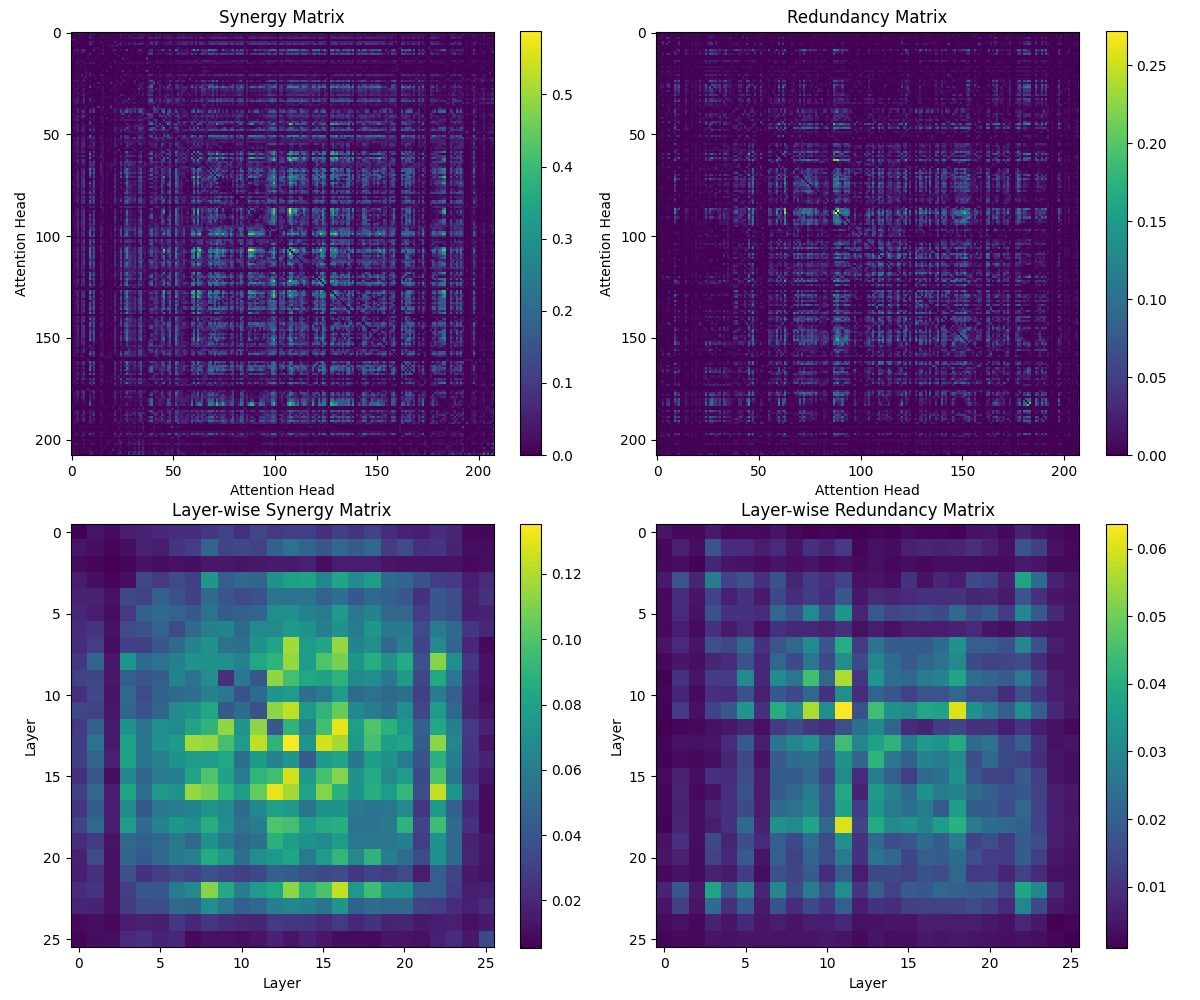 Synergy Matrix
0
50
100
150
200
Attention Head
0 50 100 150 200
Attention Head
0.5
0.4
0.3
0.2
0.1
0.0
Redundancy Matrix
0
50
100
150
200
Attention Head
0 50 100 150 200
Attention Head
0.25
0.20
0.15
0.10
0.05
0.00
Layer-wise Synergy Matrix
0
5
10
15
20
25
Layer
0 5 10 15 20 25
Layer
0.12
0.10
0.08
0.06
0.04
0.02
Layer-wise Redundancy Matrix
0
5
10
15
20
25
Layer
0 5 10 15 20 25
Layer
0.06
0.05
0.04
0.03
0.02
0.01